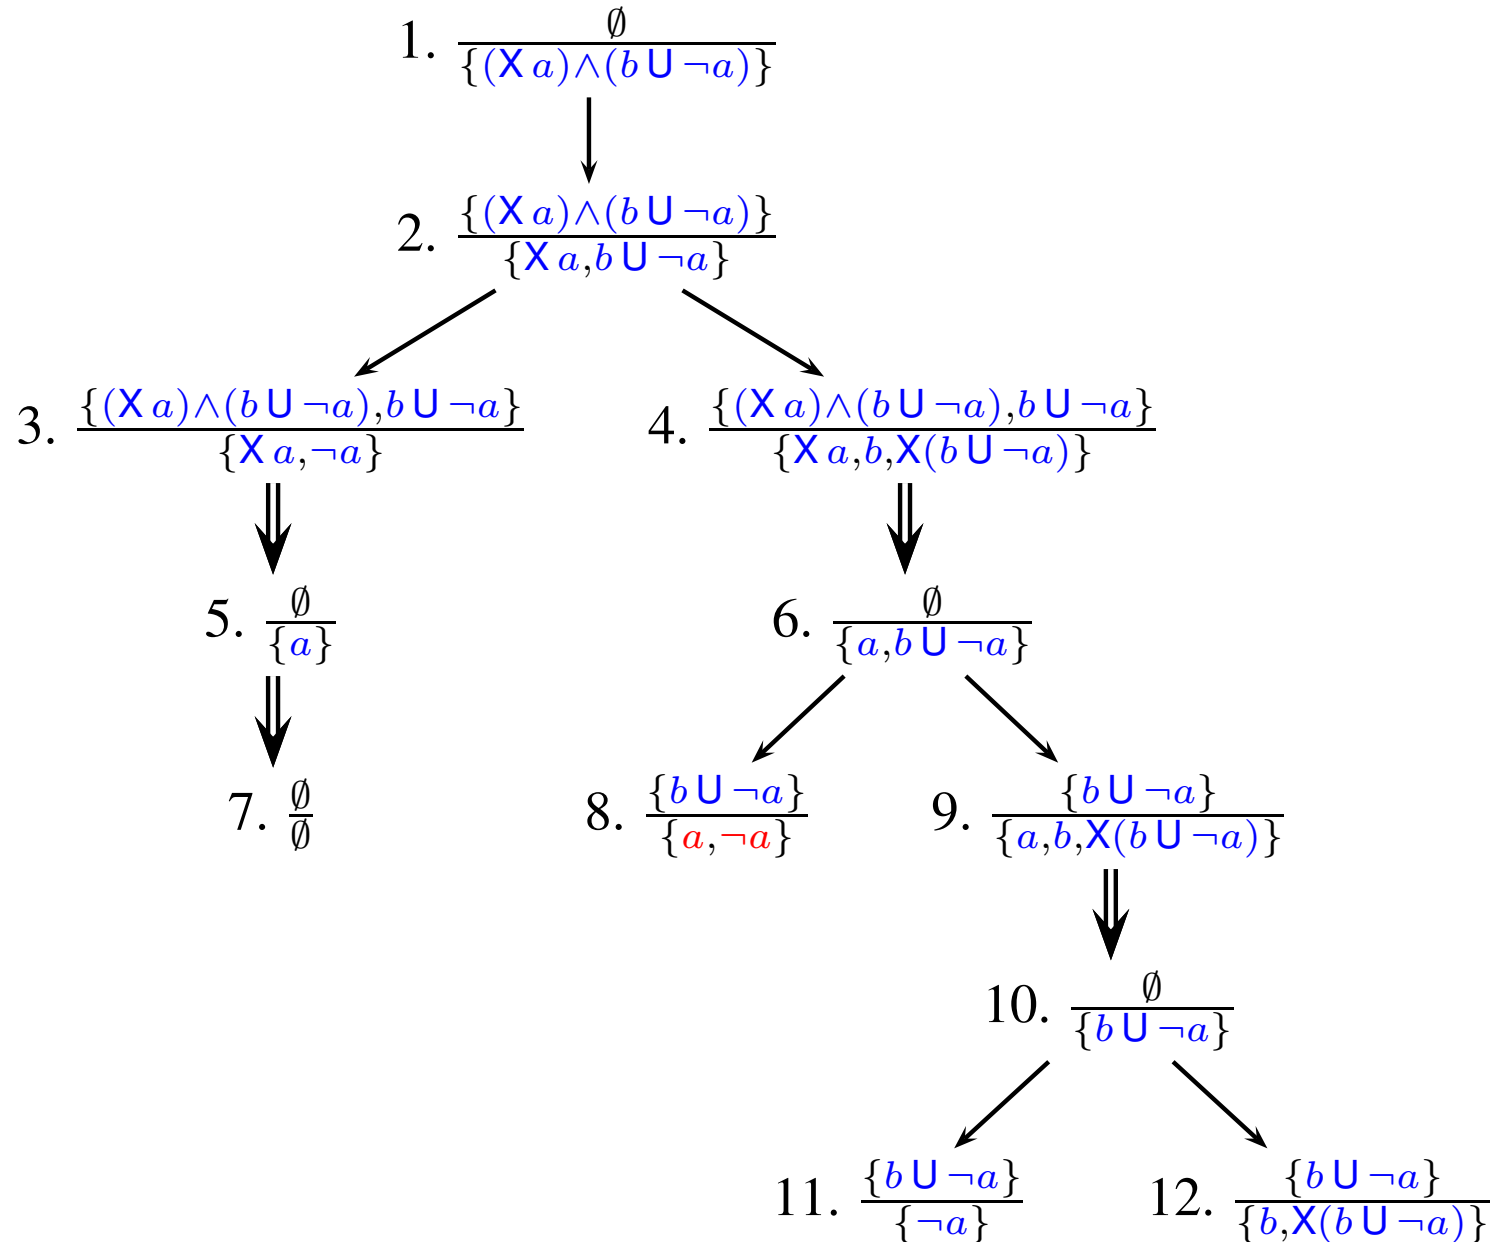 1. ∅
{(X a)∧(b U ¬a)}
2. {(X a)∧(b U ¬a)}
{X a,b U ¬a}
3. {(X a)∧(b U ¬a),b U ¬a}
{X a,¬a}
4. {(X a)∧(b U ¬a),b U ¬a}
{X a,b,X(b U ¬a)}
5. ∅
{a}
6. ∅
{a,b U ¬a}
7. ∅
∅
8. {b U ¬a}
{a,¬a}
9. {b U ¬a}
{a,b,X(b U ¬a)}
10. ∅
{b U ¬a}
11. {b U ¬a}
{¬a}
12. {b U ¬a}
{b,X(b U ¬a)}